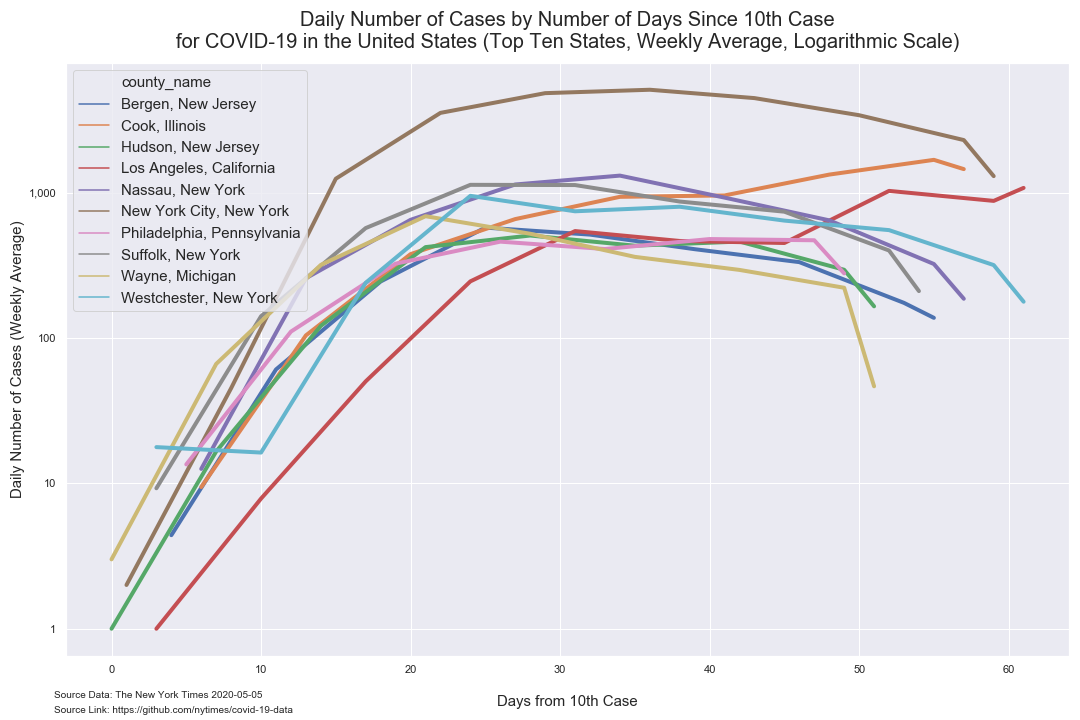 Daily Number of Cases by Number of Days Since 10th Case
for COVID-19 in the United States (Top Ten States, Weekly Average, Logarithmic Scale)
county_name
Bergen, New Jersey
Cook, Illinois
Hudson, New Jersey
Los Angeles, California
Nassau, New York
New York City, New York
Philadelphia, Pennsylvania
Suffolk, New York
Wayne, Michigan
Westchester, New York
Daily Number of Cases (Weekly Average)
1,000
100
10
1
0 10 20 30 40 50 60
Days from 10th Case
Source Data: The New York Times 2020-05-05
Source Link: https://github.com/nytimes/covid-19-data